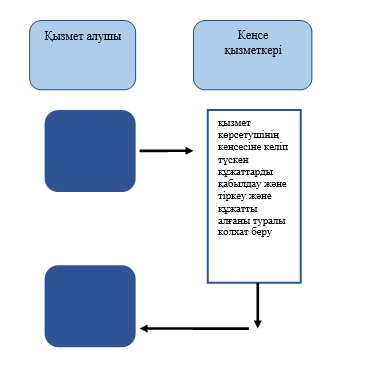 Қызмет алушы
Кеңсе
қызметкері
қызмет
көрсетушінің
кеңсесіне келіп
түскен
құжаттарды
қабылдау және
тіркеу және
құжатты
алғаны туралы
қолхат беру